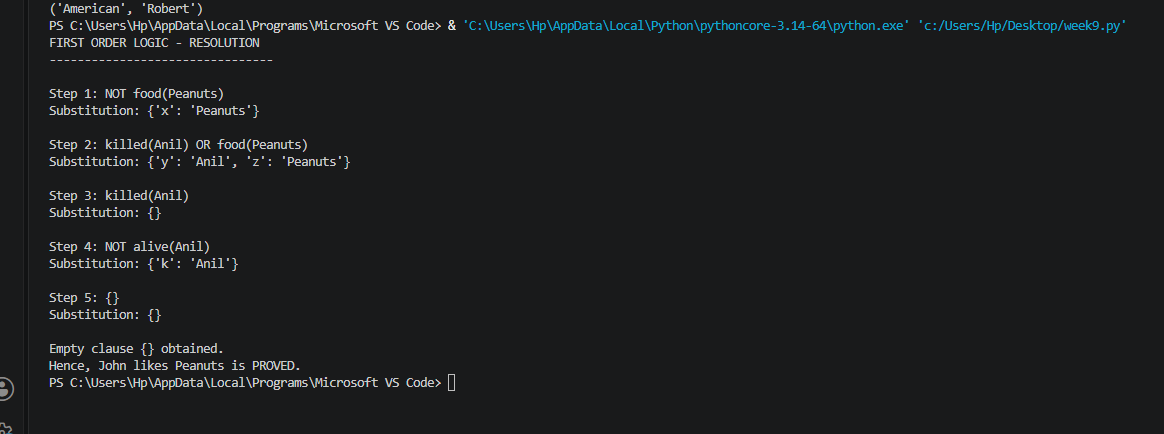 ('American', 'Robert')
PS C:\Users\Hp\AppData\Local\Programs\Microsoft VS Code> & 'C:\Users\Hp\AppData\Local\Python\pythoncore-3.14-64\python.exe' 'c:/Users/Hp/Desktop/week9.py'
FIRST ORDER LOGIC - RESOLUTION
--------------------------------
Step 1: NOT food(Peanuts)
Substitution: {'x': 'Peanuts'}
Step 2: killed(Anil) OR food(Peanuts)
Substitution: {'y': 'Anil', 'z': 'Peanuts'}
Step 3: killed(Anil)
Substitution: {}
Step 4: NOT alive(Anil)
Substitution: {'k': 'Anil'}
Step 5: {}
Substitution: {}
Empty clause {} obtained.
Hence, John likes Peanuts is PROVED.
PS C:\Users\Hp\AppData\Local\Programs\Microsoft VS Code>